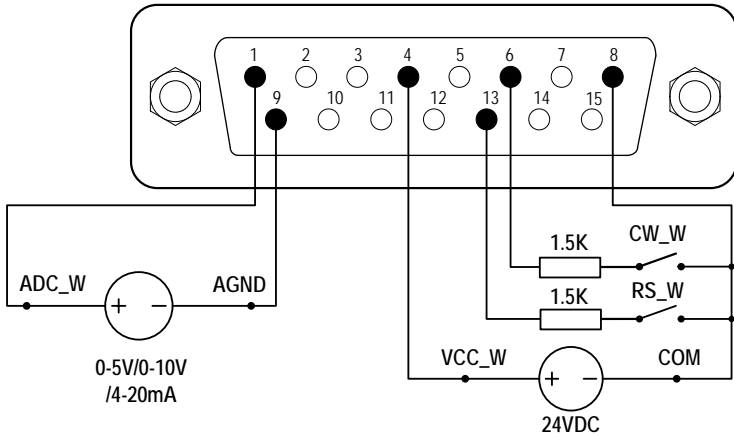 1 2 3 4 5 6 7 8
9 10 11 12 13 14 15
1.5K CW_W
ADC_W + − AGND
1.5K RS_W
0-5V/0-10V
/4-20mA
VCC_W + − COM
24VDC